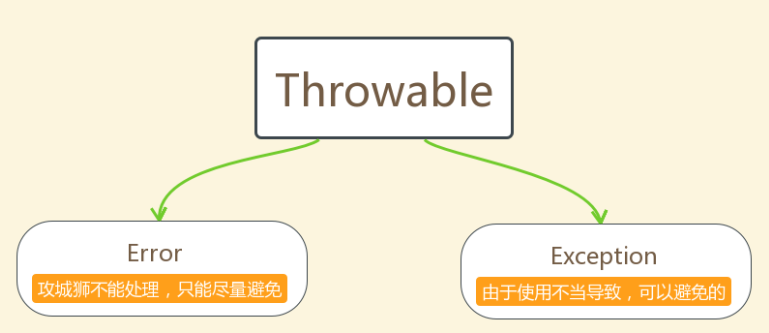 Throwable
Error
攻城狮不能处理，只能尽量避免
Exception
由于使用不当导致，可以避免的